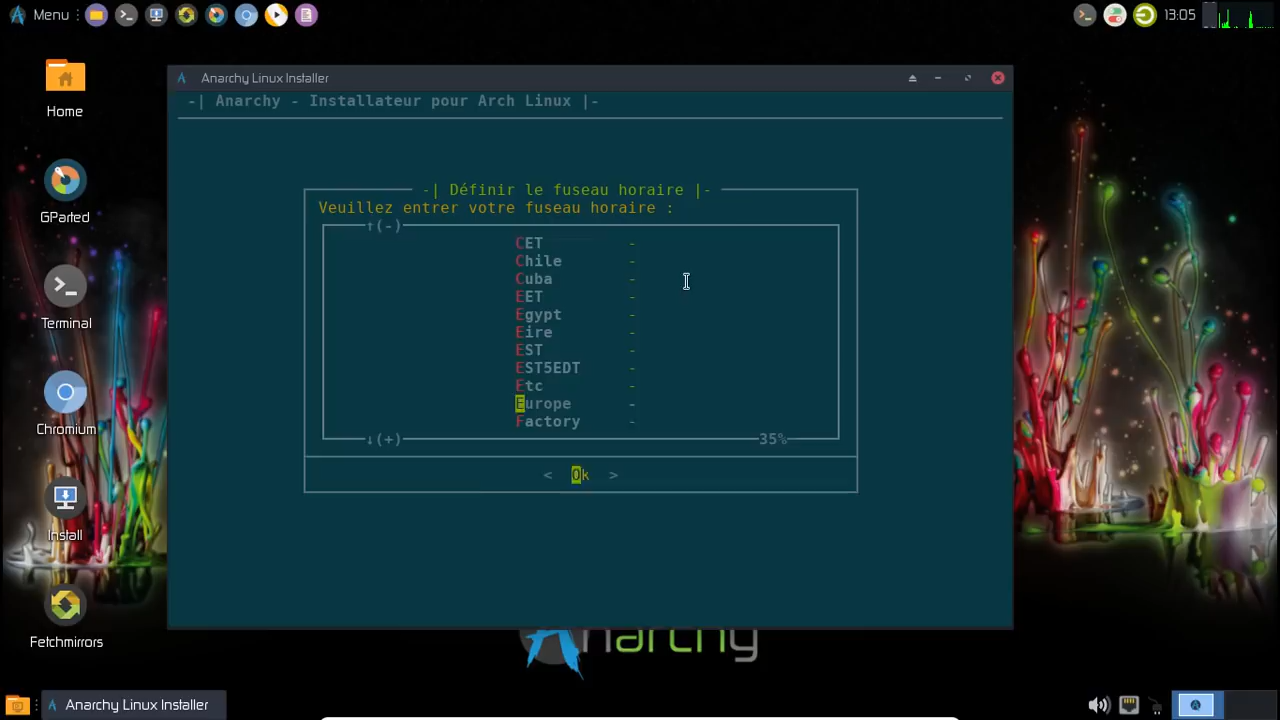 Menu
13:05
Home
GParted
Terminal
Chromium
Install
Fetchmirrors
Anarchy Linux Installer
-| Anarchy - Installateur pour Arch Linux |-
-| Définir le fuseau horaire |-
Veuillez entrer votre fuseau horaire :
↑(-)
CET -
Chile -
Cuba -
EET -
Egypt -
Eire -
EST -
EST5EDT -
Etc -
Europe -
Factory -
↓(+) 35%
< Ok >
Anarchy
Anarchy Linux Installer